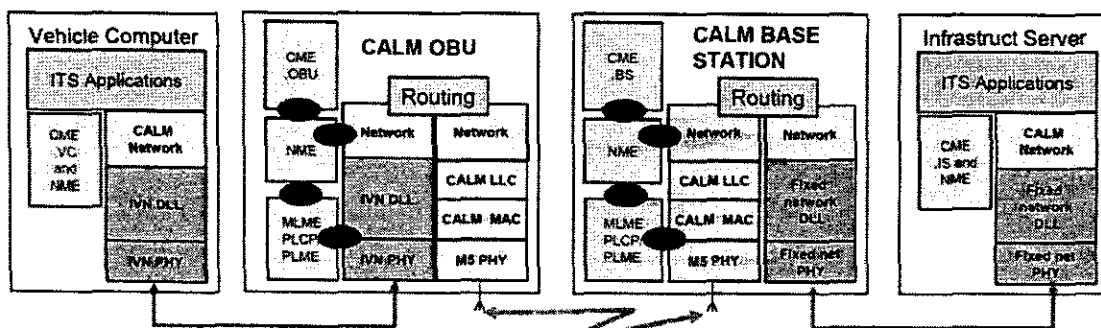 Vehicle Computer
ITS Applications
CME
.VC
and
NME
CALM
Network
IVN DLL
IVN PHY
CALM OBU
CME
.OBU
Routing
NME
Network
Network
MLME
PLCP
PLME
IVN DLL
IVN PHY
CALM LLC
CALM MAC
M5 PHY
CALM BASE
STATION
CME
.BS
Routing
NME
Network
Network
MLME
PLCP
PLME
CALM LLC
CALM MAC
M5 PHY
Fixed
network
DLL
Fixed net
PHY
Infrastruct Server
ITS Applications
CME
.IS and
NME
CALM
Network
Fixed
network
DLL
Fixed net
PHY